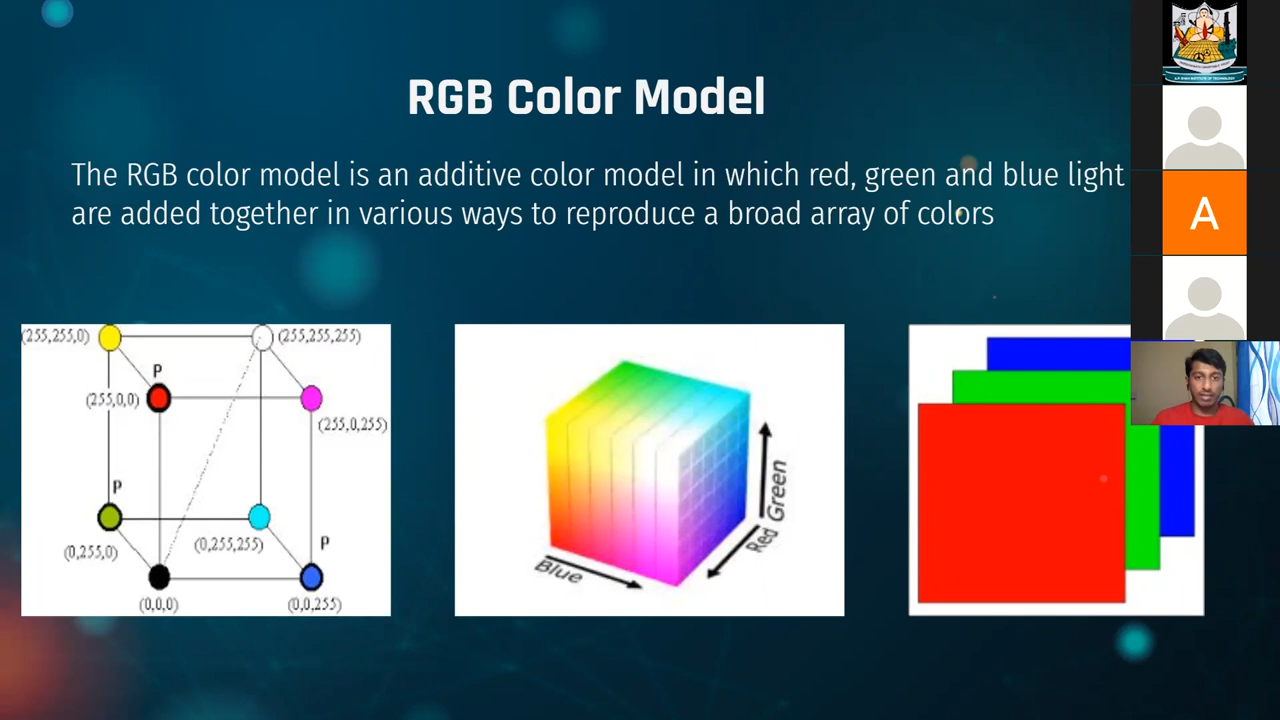 RGB Color Model
The RGB color model is an additive color model in which red, green and blue light
are added together in various ways to reproduce a broad array of colors
A
(255,255,0)
(255,255,255)
P
(255,0,0)
(255,0,255)
P
(0,255,0)
(0,255,255)
P
(0,0,0)
(0,0,255)
Blue
Red
Green